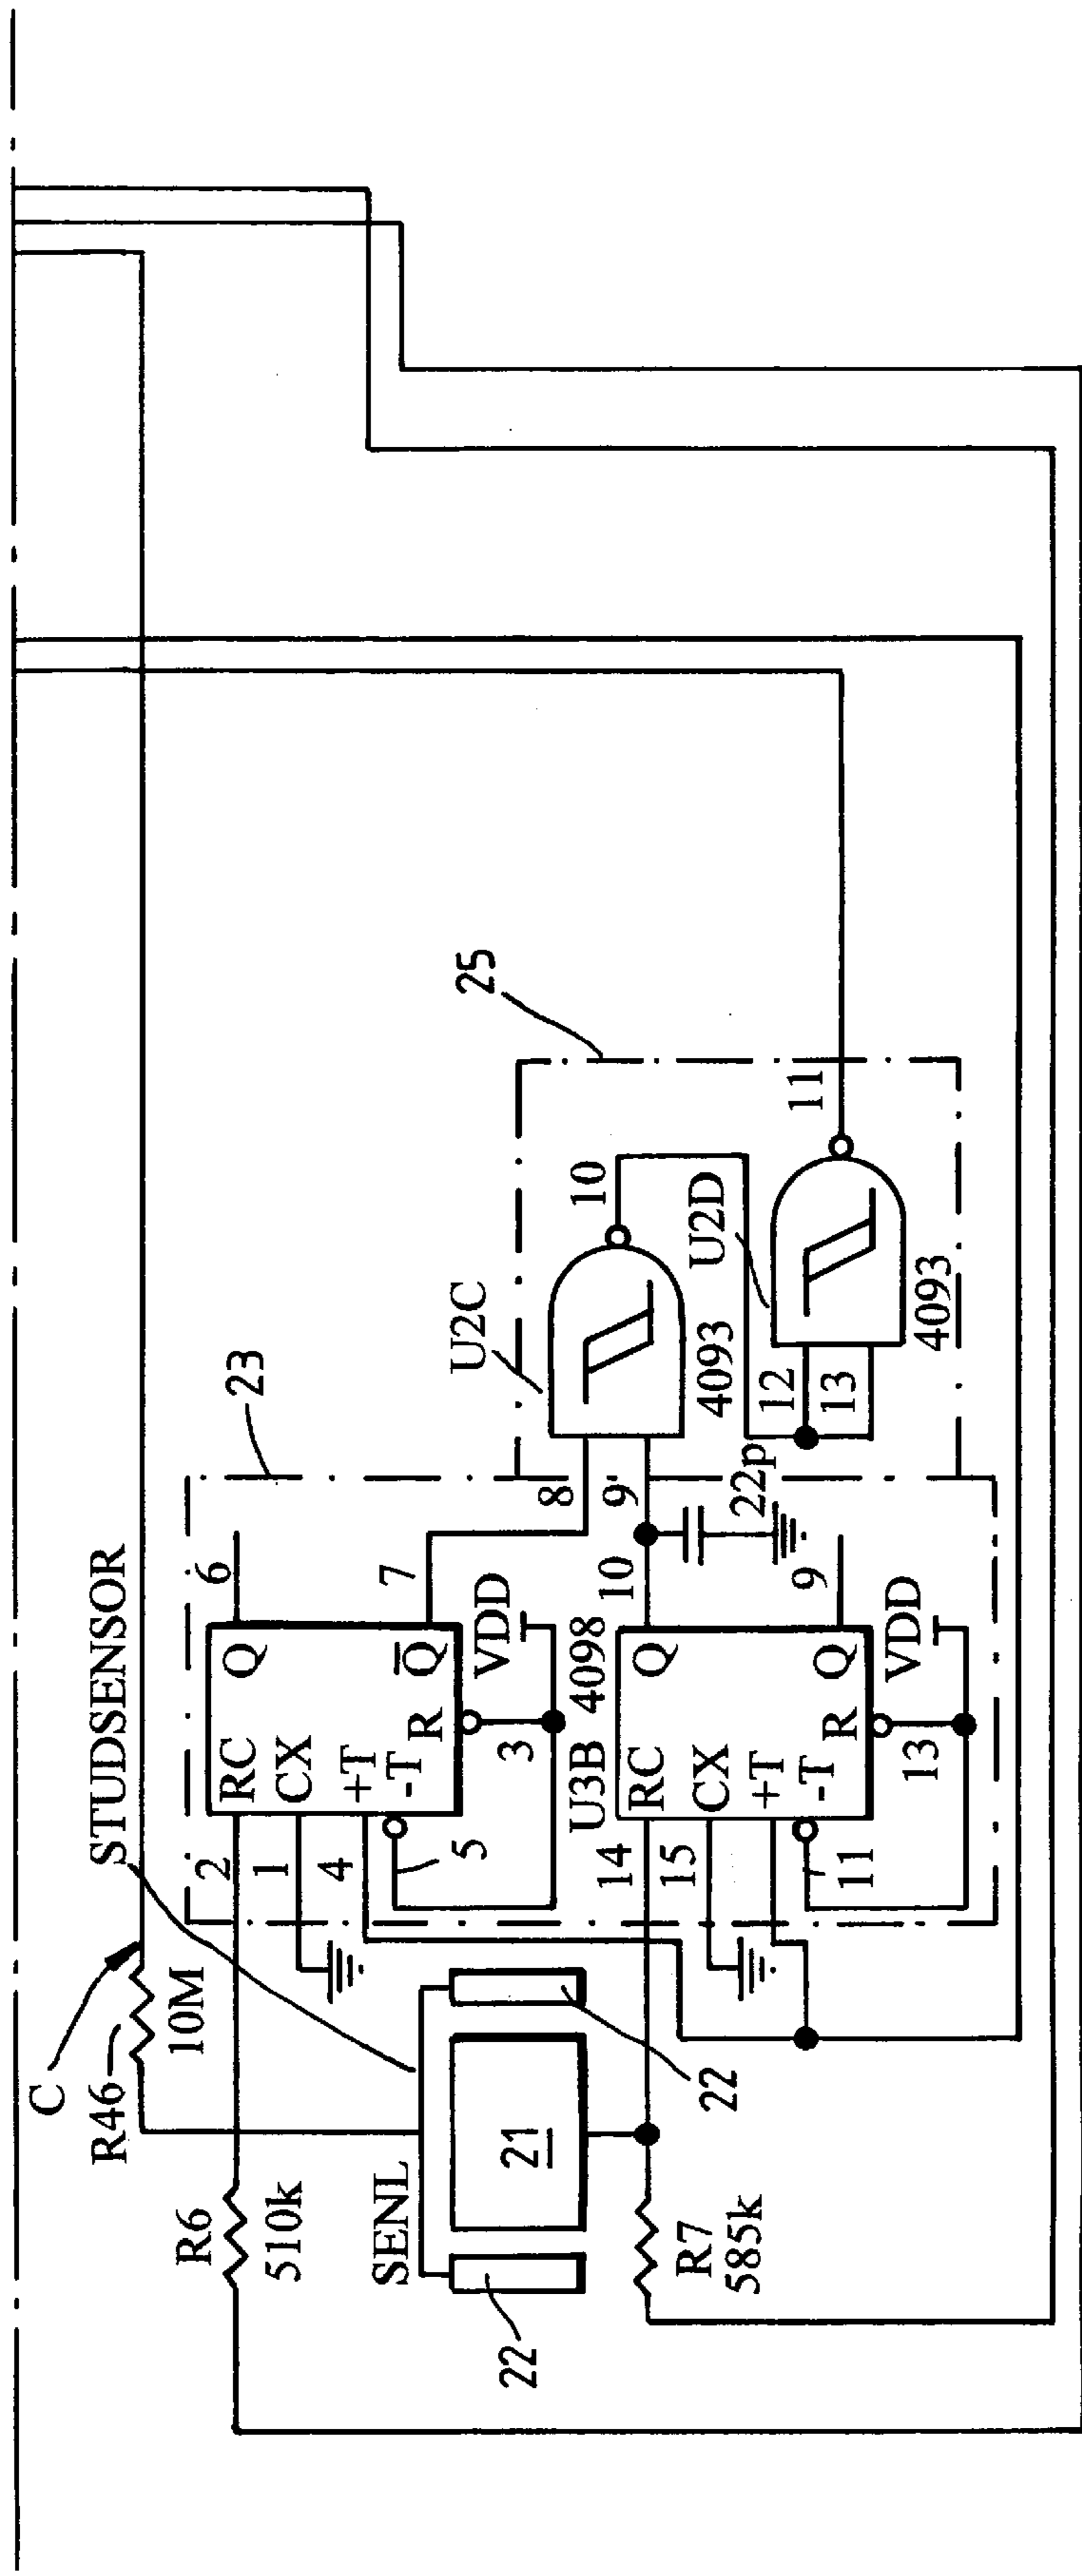 C
R46
10M
STUDSENSOR
R6
510k
SENL
22
21
22
R7
585k
23
2
1
4
5
3
RC
CX
+T
-T
R
Q
Q̅
6
7
VDD
U3B 4098
14
15
11
13
RC
CX
+T
-T
R
Q
Q
10
9
VDD
22p
8
9
U2C
4093
10
25
12
13
U2D
4093
11